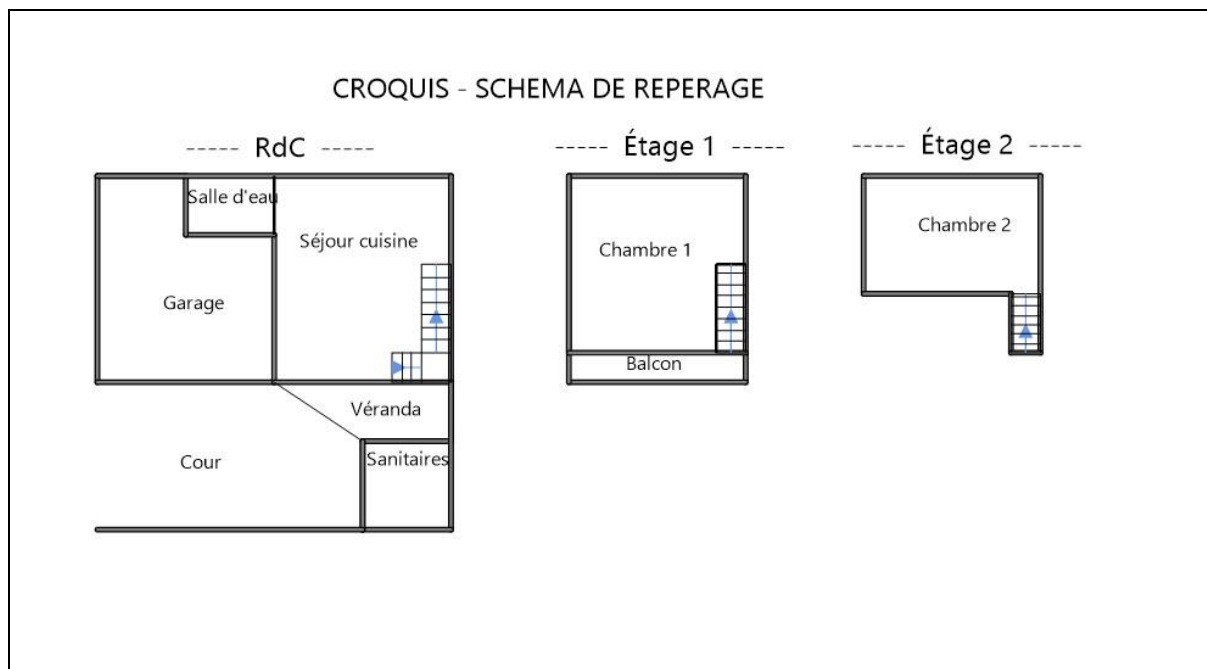 CROQUIS - SCHEMA DE REPERAGE
----- RdC -----
Salle d'eau
Séjour cuisine
Garage
Véranda
Cour
Sanitaires
----- Étage 1 -----
Chambre 1
Balcon
----- Étage 2 -----
Chambre 2